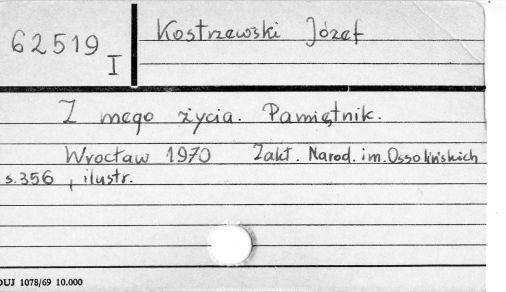 62519
I
Kostrzewski Józef
Z mego życia. Pamiętnik.
Wrocław 1970 Zakł. Narod. im. Ossolińskich
s.356 , ilustr.
DUJ 1078/69 10.000